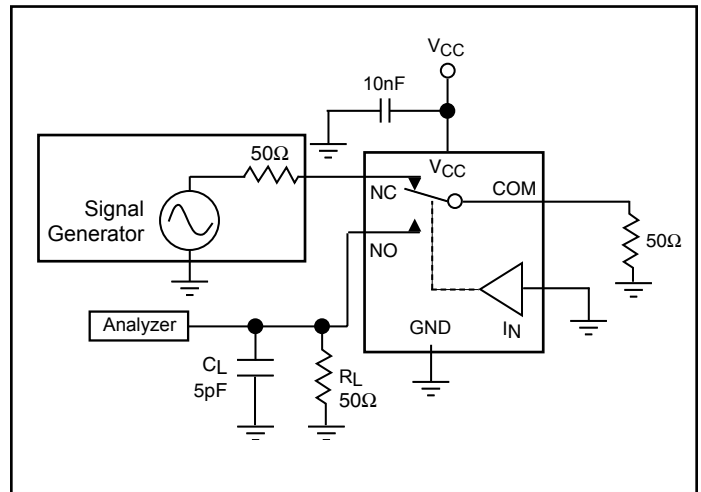 VCC
10nF
50Ω
VCC
NC
COM
Signal
Generator
NO
50Ω
Analyzer
GND
IN
CL
5pF
RL
50Ω